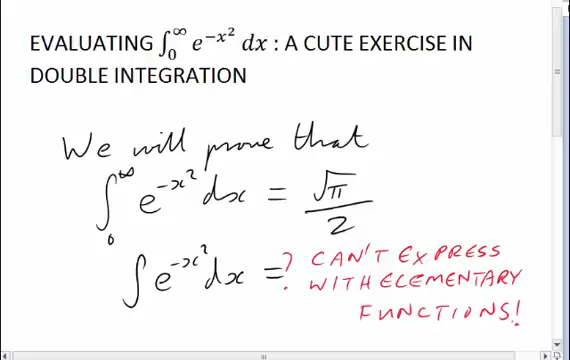 EVALUATING ∫₀^∞ e^(−x²) dx : A CUTE EXERCISE IN
DOUBLE INTEGRATION
We will prove that
∫₀^∞ e^(−x²) dx = √π/2
∫ e^(−x²) dx = ? CAN'T EXPRESS
WITH ELEMENTARY
FUNCTIONS!